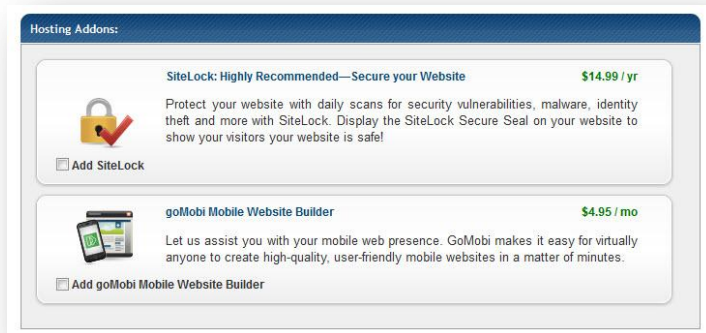 Hosting Addons:
SiteLock: Highly Recommended—Secure your Website $14.99 / yr
Protect your website with daily scans for security vulnerabilities, malware, identity
theft and more with SiteLock. Display the SiteLock Secure Seal on your website to
show your visitors your website is safe!
Add SiteLock
goMobi Mobile Website Builder $4.95 / mo
Let us assist you with your mobile web presence. GoMobi makes it easy for virtually
anyone to create high-quality, user-friendly mobile websites in a matter of minutes.
Add goMobi Mobile Website Builder